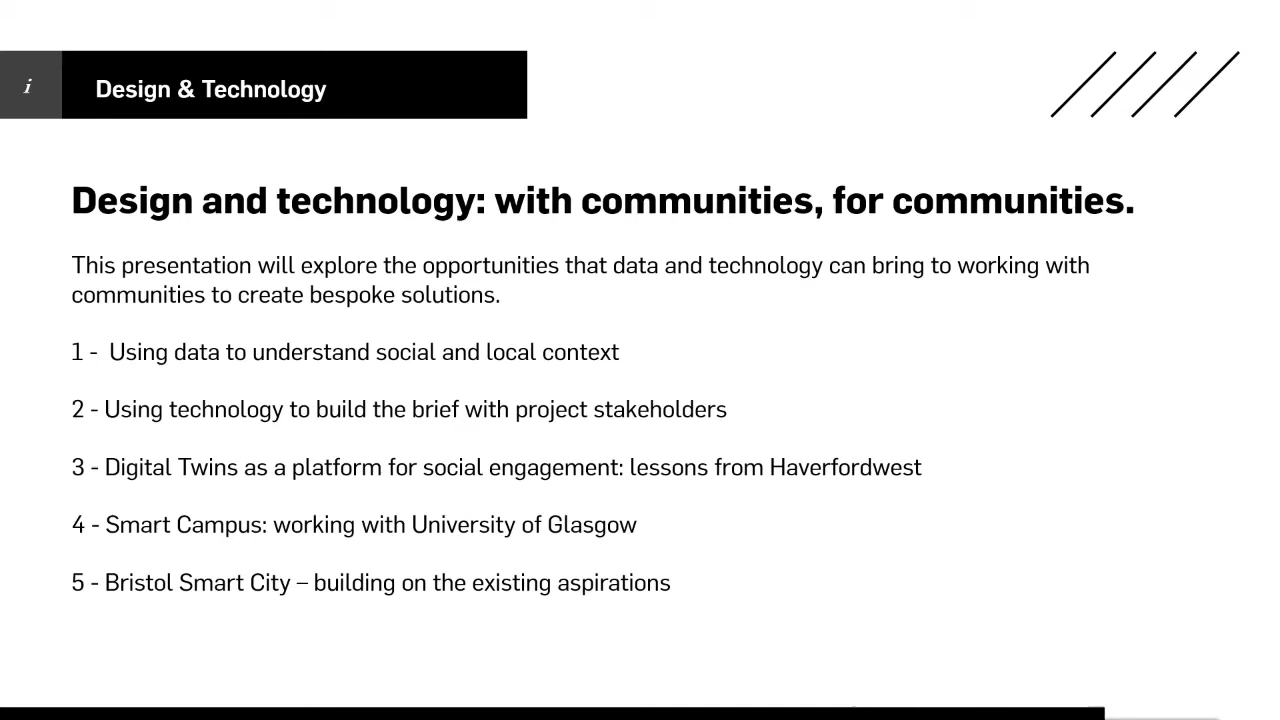 i
Design & Technology
Design and technology: with communities, for communities.
This presentation will explore the opportunities that data and technology can bring to working with
communities to create bespoke solutions.
1 -  Using data to understand social and local context
2 - Using technology to build the brief with project stakeholders
3 - Digital Twins as a platform for social engagement: lessons from Haverfordwest
4 - Smart Campus: working with University of Glasgow
5 - Bristol Smart City – building on the existing aspirations